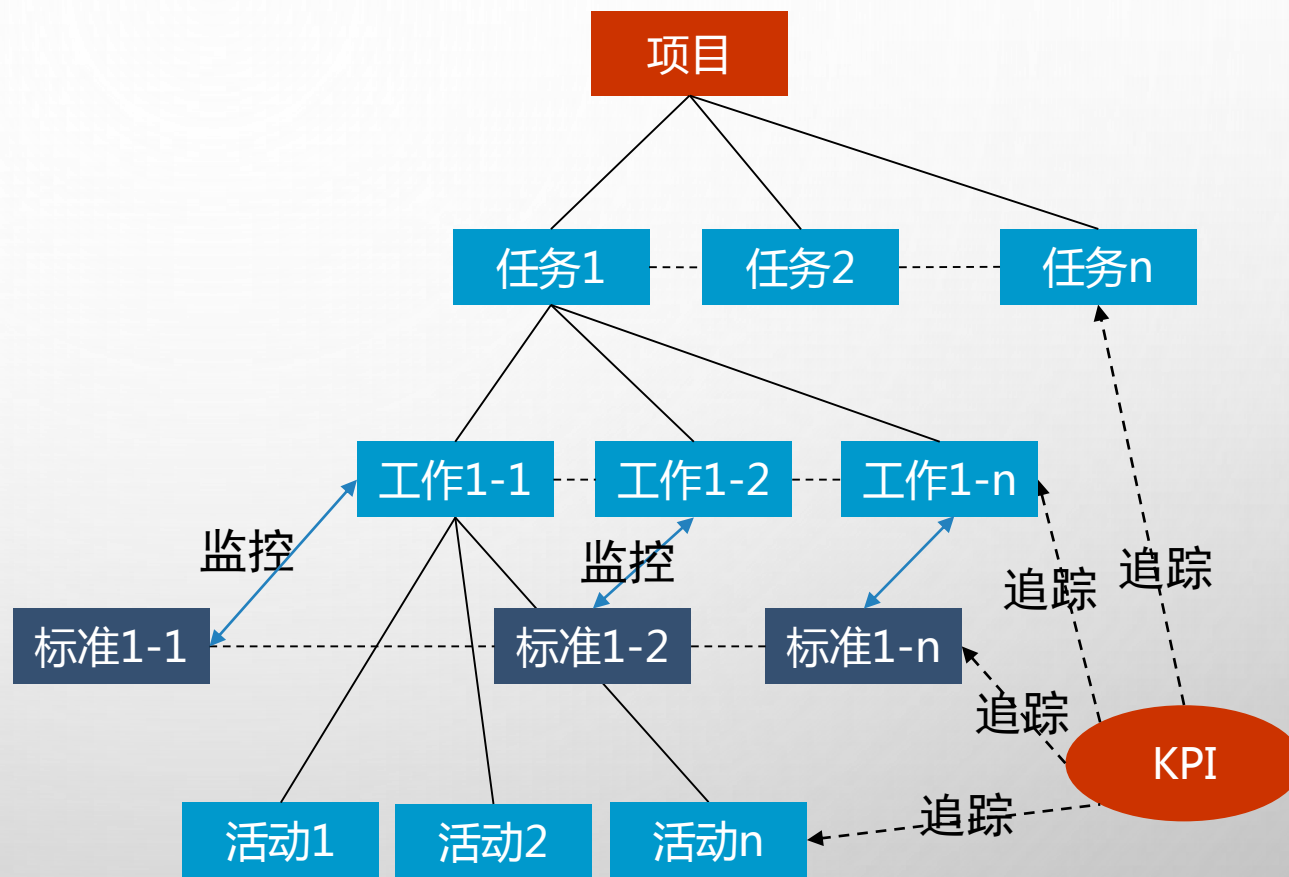 项目
任务1
任务2
任务n
工作1-1
工作1-2
工作1-n
监控
监控
追踪
追踪
标准1-1
标准1-2
标准1-n
追踪
KPI
追踪
活动1
活动2
活动n